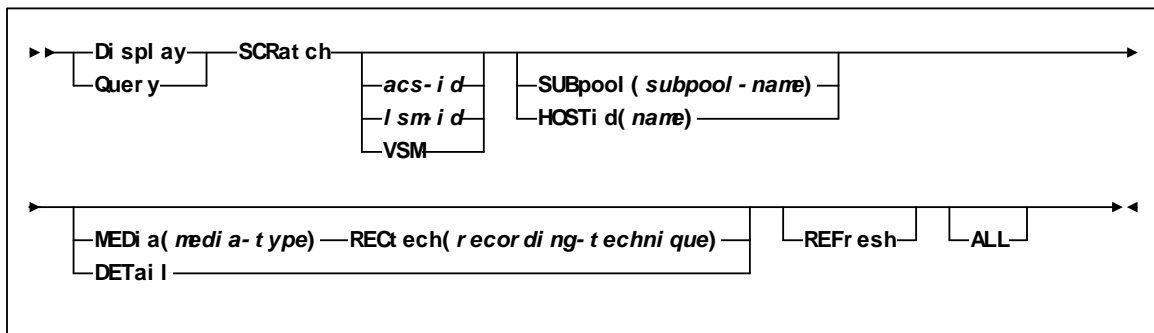 Display SCRatch
Query
acs-id SUBpool(subpool-name)
lsm-id HOSTid(name)
VSM
MEDia(media-type) RECtech(recording-technique) REFresh ALL
DETail